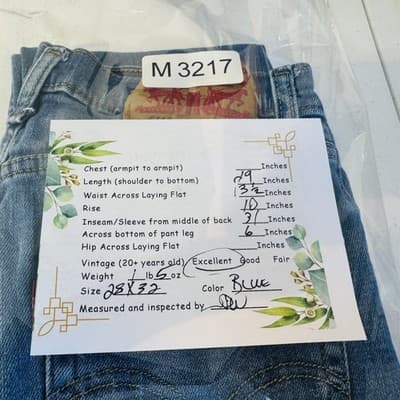 M 3217
Chest (armpit to armpit) Inches
Length (shoulder to bottom) 29 Inches
Waist Across Laying Flat 13½ Inches
Rise 10 Inches
Inseam/Sleeve from middle of back 31 Inches
Across bottom of pant leg 6 Inches
Hip Across Laying Flat Inches
Vintage (20+ years old) Excellent Good Fair
Weight 1 lb 5 oz
Size 28X32 Color BLUE
Measured and inspected by